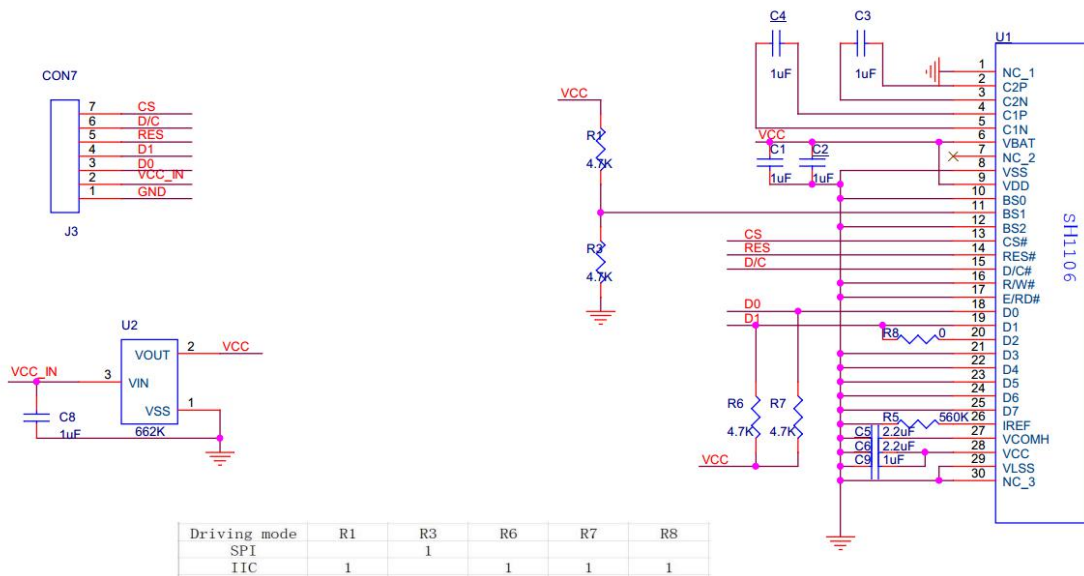 C4
C3
1uF
1uF
U1
SH1106
1 NC_1
2 C2P
3 C2N
4 C1P
5 C1N
6 VBAT
7 NC_2
8 VSS
9 VDD
10 BS0
11 BS1
12 BS2
13 CS#
14 RES#
15 D/C#
16 R/W#
17 E/RD#
18 D0
19 D1
20 D2
21 D3
22 D4
23 D5
24 D6
25 D7
26 IREF
27 VCOMH
28 VCC
29 VLSS
30 NC_3
CON7
7 CS
6 D/C
5 RES
4 D1
3 D0
2 VCC_IN
1 GND
J3
VCC
R1
4.7K
R3
4.7K
VCC
C1 C2
1uF 1uF
CS
RES
D/C
D0
D1
R8 0
R6 R7
4.7K 4.7K
VCC
R5 560K
C5 2.2uF
C6 2.2uF
C9 1uF
U2
VOUT 2 VCC
VCC_IN 3 VIN
VSS 1
C8
1uF
662K
Driving mode R1 R3 R6 R7 R8
SPI 1
IIC 1 1 1 1